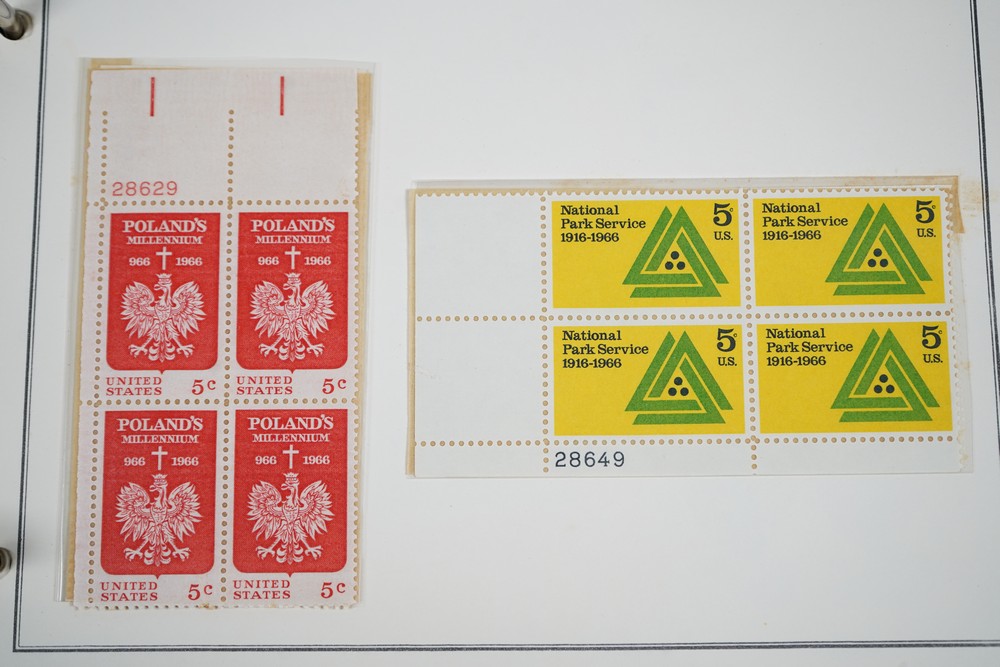 28629
POLAND'S
MILLENNIUM
966 1966
UNITED
STATES 5c
POLAND'S
MILLENNIUM
966 1966
UNITED
STATES 5c
POLAND'S
MILLENNIUM
966 1966
UNITED
STATES 5c
POLAND'S
MILLENNIUM
966 1966
UNITED
STATES 5c
National
Park Service
1916-1966
5c
U.S.
National
Park Service
1916-1966
5c
U.S.
National
Park Service
1916-1966
5c
U.S.
National
Park Service
1916-1966
5c
U.S.
28649